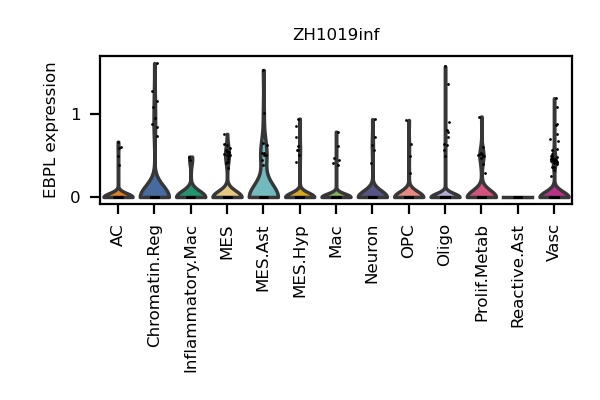 ZH1019inf
EBPL expression
1
0
AC
Chromatin.Reg
Inflammatory.Mac
MES
MES.Ast
MES.Hyp
Mac
Neuron
OPC
Oligo
Prolif.Metab
Reactive.Ast
Vasc